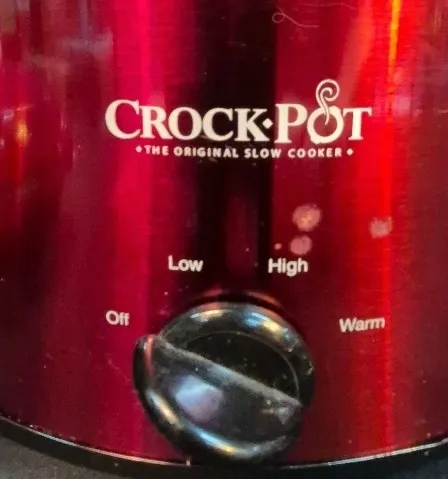 CROCK•POT
•THE ORIGINAL SLOW COOKER•
Low High
Off Warm